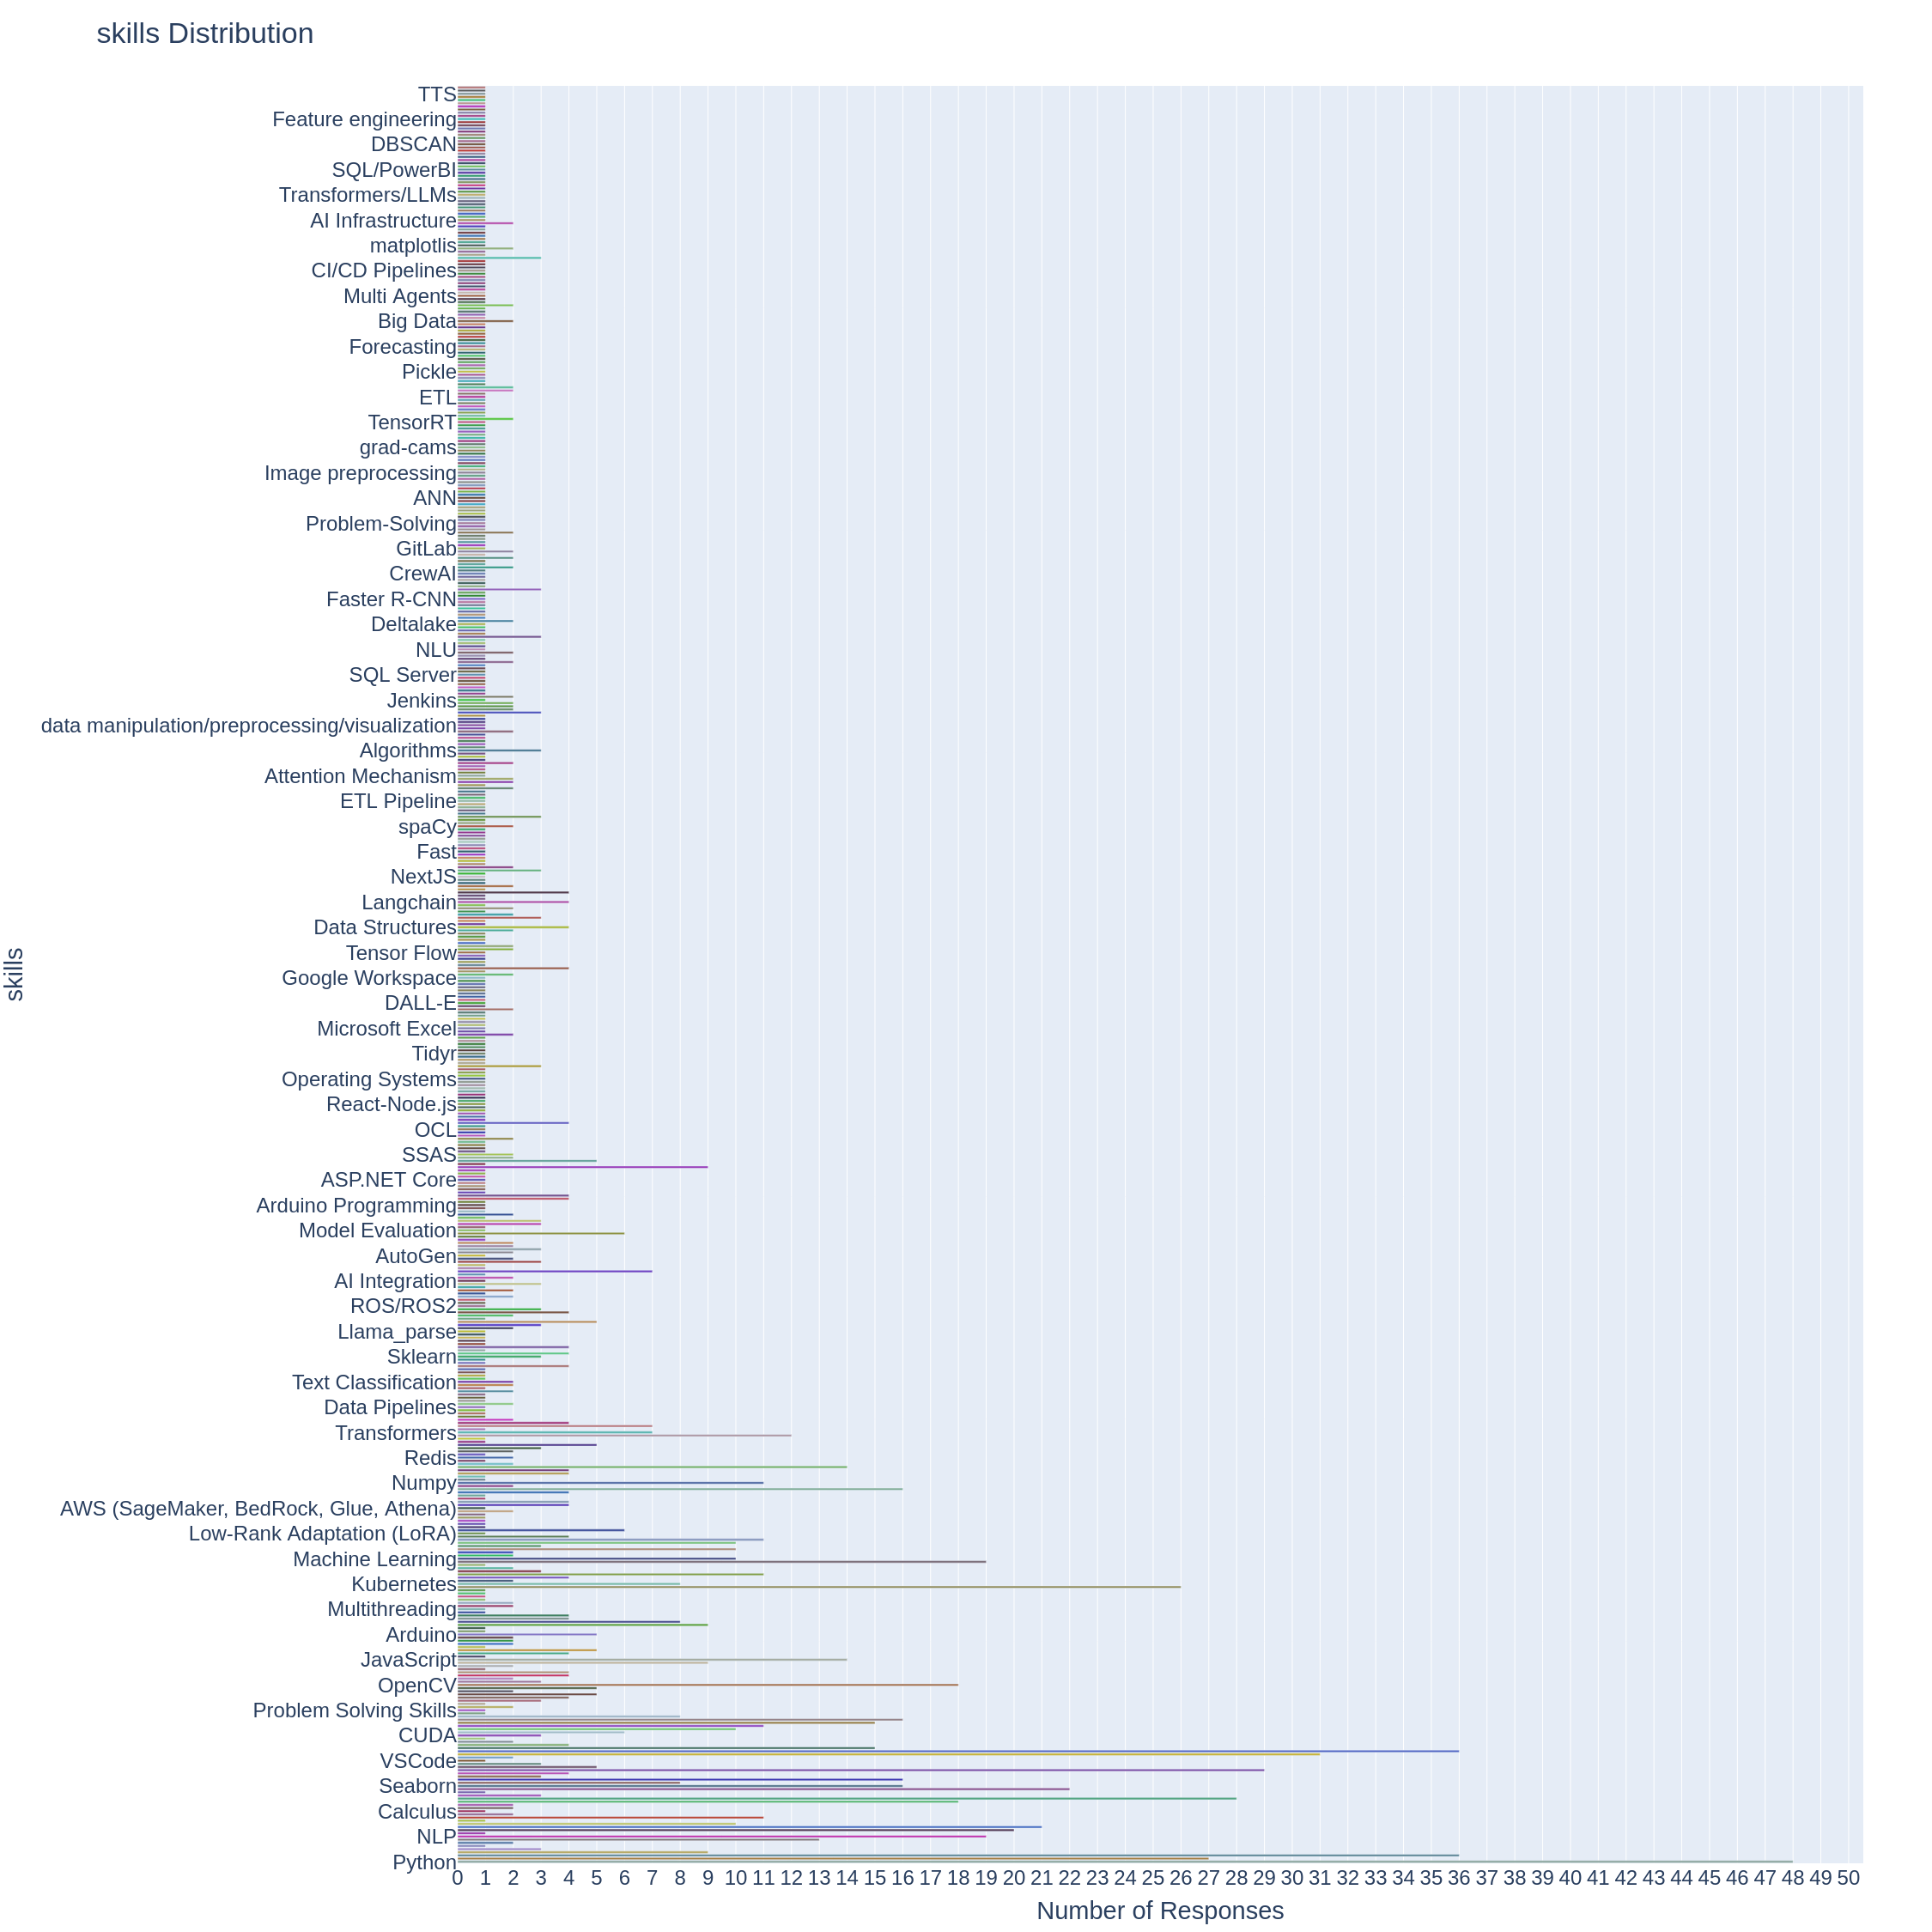 skills Distribution
TTS
Feature engineering
DBSCAN
SQL/PowerBI
Transformers/LLMs
AI Infrastructure
matplotlis
CI/CD Pipelines
Multi Agents
Big Data
Forecasting
Pickle
ETL
TensorRT
grad-cams
Image preprocessing
ANN
Problem-Solving
GitLab
CrewAI
Faster R-CNN
Deltalake
NLU
SQL Server
Jenkins
data manipulation/preprocessing/visualization
Algorithms
Attention Mechanism
ETL Pipeline
spaCy
Fast
NextJS
Langchain
Data Structures
Tensor Flow
Google Workspace
DALL-E
Microsoft Excel
Tidyr
Operating Systems
React-Node.js
OCL
SSAS
ASP.NET Core
Arduino Programming
Model Evaluation
AutoGen
AI Integration
ROS/ROS2
Llama_parse
Sklearn
Text Classification
Data Pipelines
Transformers
Redis
Numpy
AWS (SageMaker, BedRock, Glue, Athena)
Low-Rank Adaptation (LoRA)
Machine Learning
Kubernetes
Multithreading
Arduino
JavaScript
OpenCV
Problem Solving Skills
CUDA
VSCode
Seaborn
Calculus
NLP
Python
skills
0 1 2 3 4 5 6 7 8 9 10 11 12 13 14 15 16 17 18 19 20 21 22 23 24 25 26 27 28 29 30 31 32 33 34 35 36 37 38 39 40 41 42 43 44 45 46 47 48 49 50
Number of Responses